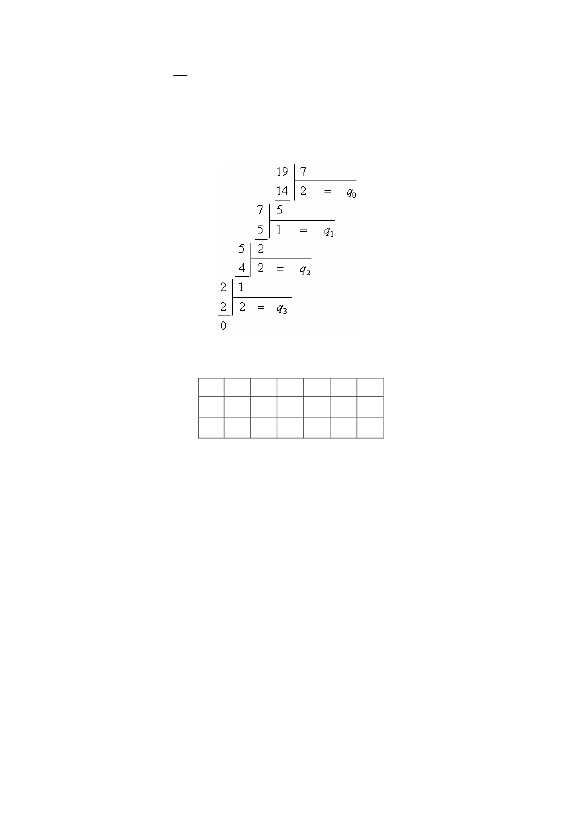 19 7
14 2 = q₀
7 5
5 1 = q₁
5 2
4 2 = q₂
2 1
2 2 = q₃
0